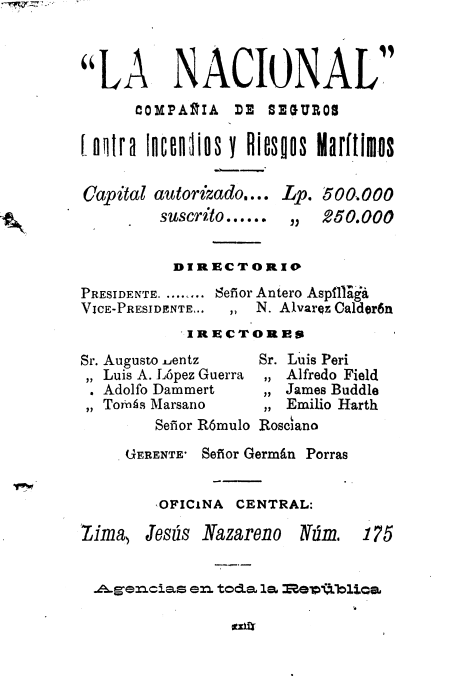 “LA NACIONAL”
COMPAÑIA DE SEGUROS
Contra Incendios y Riesgos Marítimos
Capital autorizado.... Lp. 500.000
suscrito...... „ 250.000
DIRECTORIO
PRESIDENTE. ........ Señor Antero Aspíllaga
VICE-PRESIDENTE... „ N. Alvarez Calderón
IRECTORES
Sr. Augusto Lentz Sr. Luis Peri
„ Luis A. López Guerra „ Alfredo Field
. Adolfo Dammert „ James Buddle
„ Tomás Marsano „ Emilio Harth
Señor Rómulo Rosciano
GERENTE· Señor Germán Porras
OFICINA CENTRAL:
Lima, Jesús Nazareno Núm. 175
Agencias en toda la República